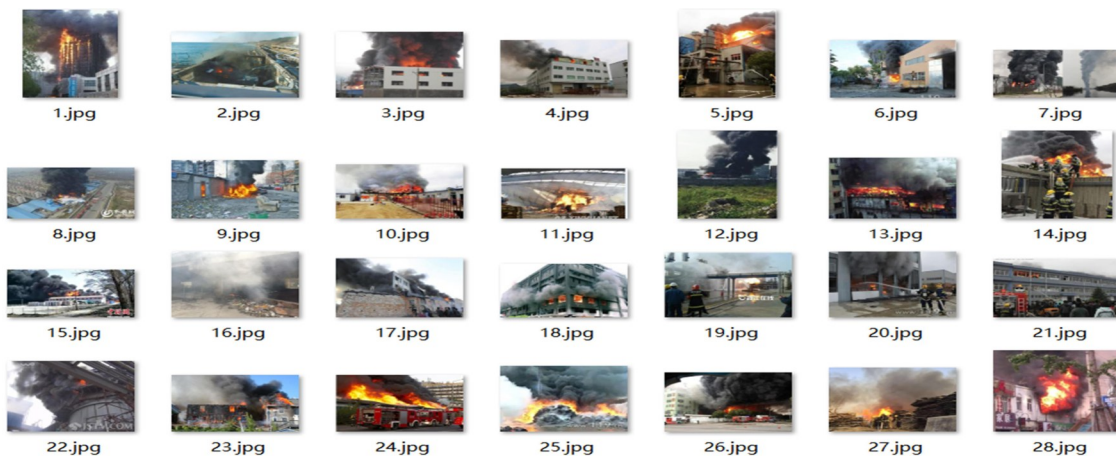 1.jpg 2.jpg 3.jpg 4.jpg 5.jpg 6.jpg 7.jpg
8.jpg 9.jpg 10.jpg 11.jpg 12.jpg 13.jpg 14.jpg
15.jpg 16.jpg 17.jpg 18.jpg 19.jpg 20.jpg 21.jpg
22.jpg 23.jpg 24.jpg 25.jpg 26.jpg 27.jpg 28.jpg